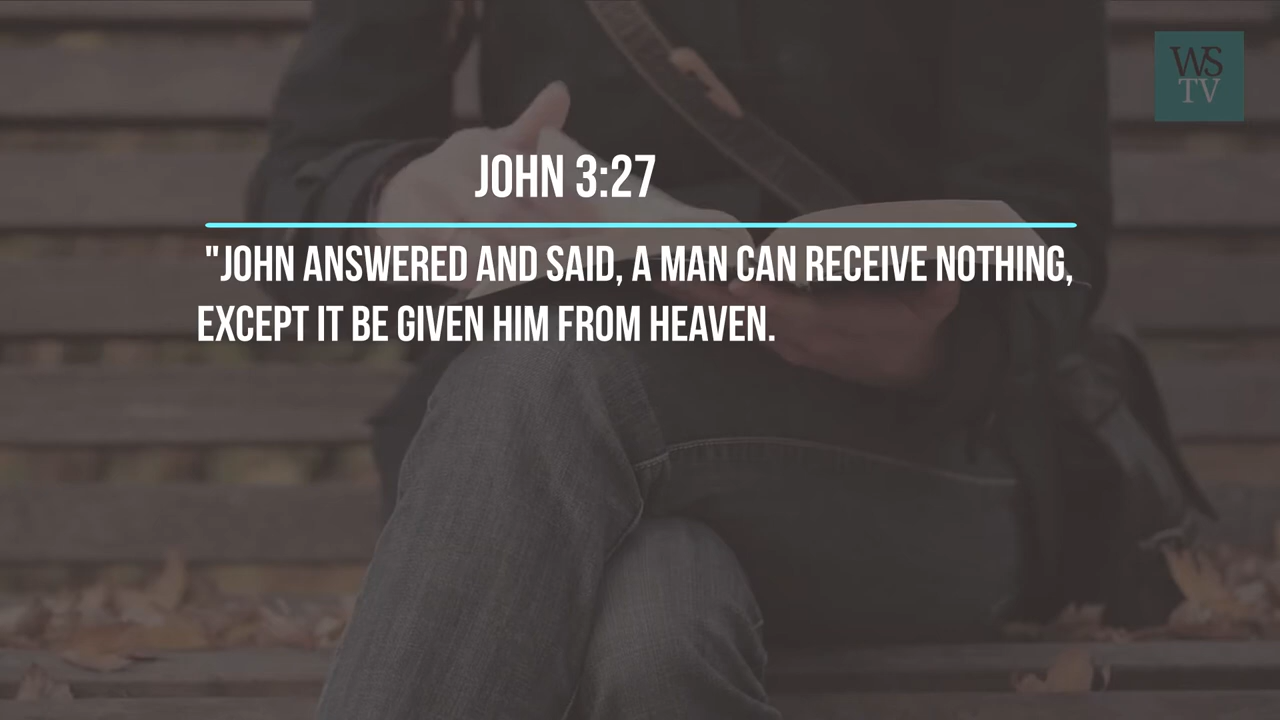 WS
TV
JOHN 3:27
"JOHN ANSWERED AND SAID, A MAN CAN RECEIVE NOTHING,
EXCEPT IT BE GIVEN HIM FROM HEAVEN.